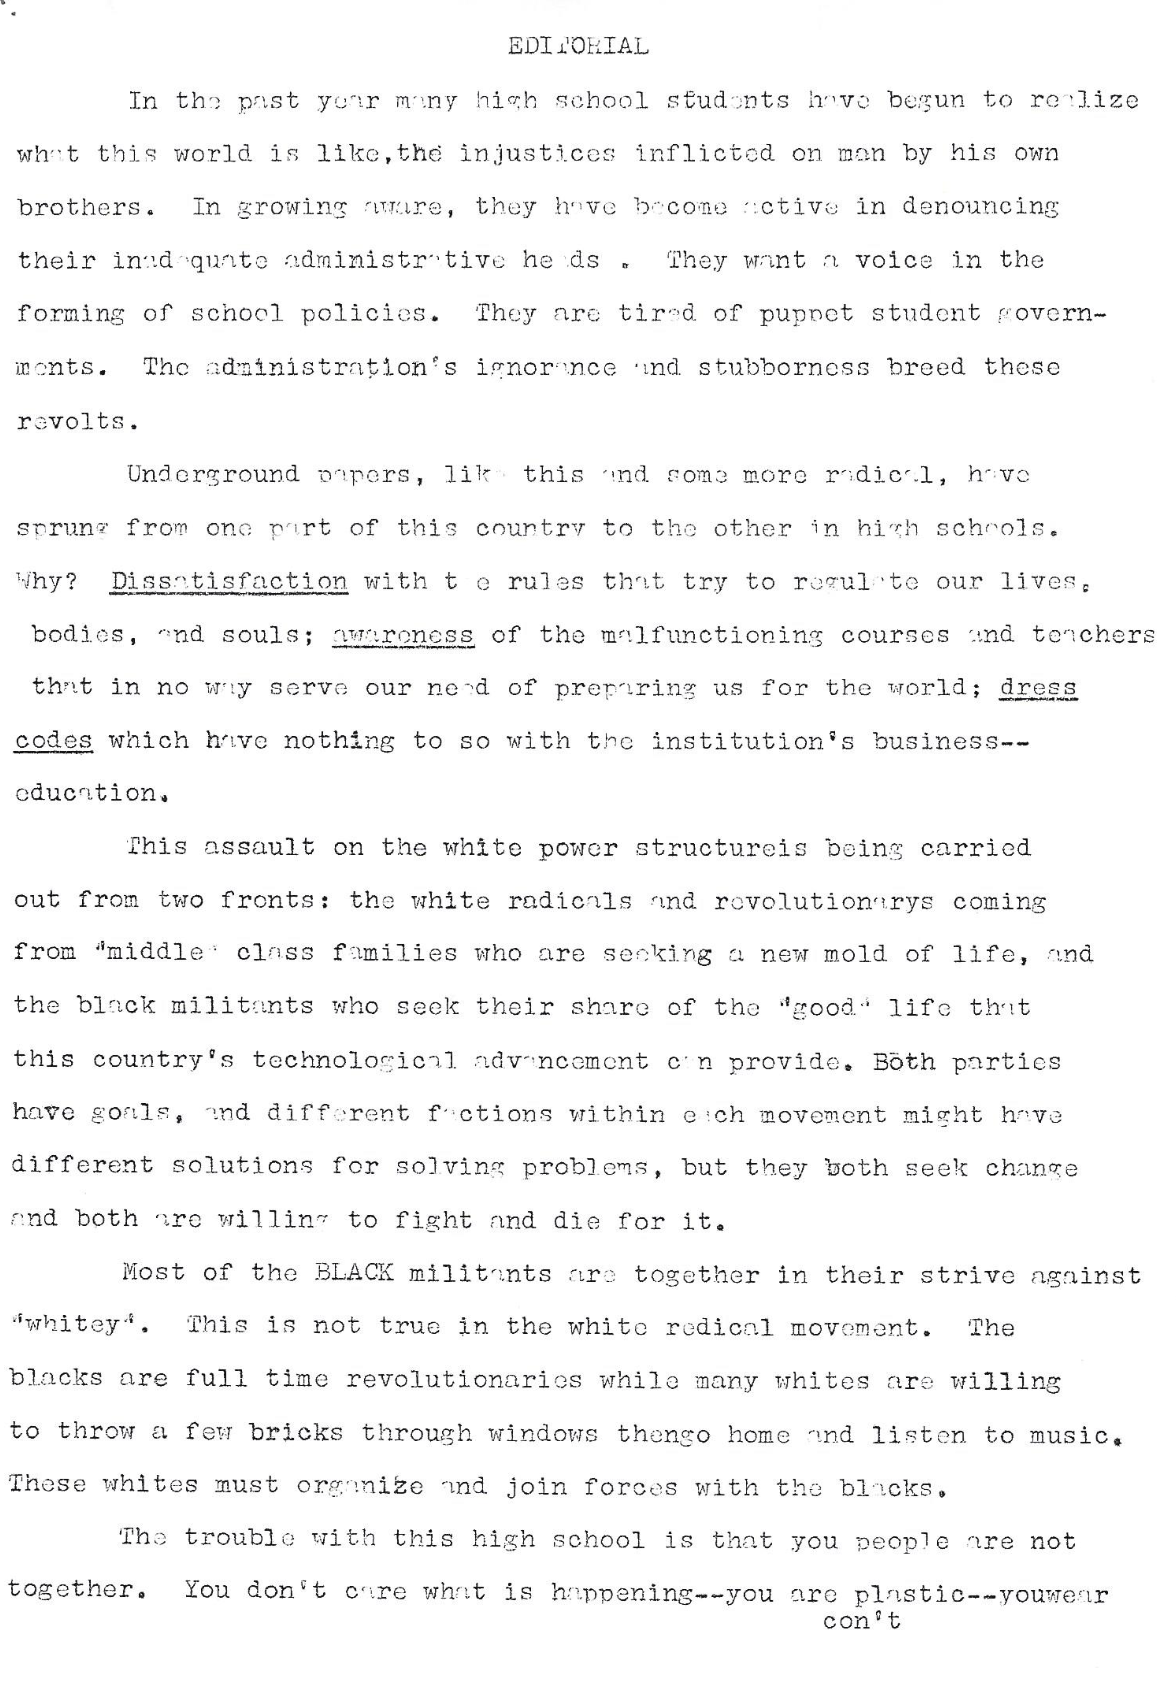 EDITORIAL
In the past year many high school students have begun to realize
what this world is like,the injustices inflicted on man by his own
brothers. In growing aware, they have become active in denouncing
their inadequate administrative heads . They want a voice in the
forming of school policies. They are tired of puppet student govern-
ments. The administration's ignorance and stubborness breed these
revolts.
Underground papers, like this and some more radical, have
sprung from one part of this country to the other in high schools.
Why? Dissatisfaction with t e rules that try to regulate our lives,
bodies, and souls; awareness of the malfunctioning courses and teachers
that in no way serve our need of preparing us for the world; dress
codes which have nothing to so with the institution's business--
education.
This assault on the white power structureis being carried
out from two fronts: the white radicals and revolutionarys coming
from "middle" class families who are seeking a new mold of life, and
the black militants who seek their share of the "good" life that
this country's technological advancement can provide. Both parties
have goals, and different factions within each movement might have
different solutions for solving problems, but they both seek change
and both are willing to fight and die for it.
Most of the BLACK militants are together in their strive against
"whitey". This is not true in the white radical movement. The
blacks are full time revolutionaries while many whites are willing
to throw a few bricks through windows thengo home and listen to music.
These whites must organize and join forces with the blacks.
The trouble with this high school is that you people are not
together. You don't care what is happening--you are plastic--youwear
con't